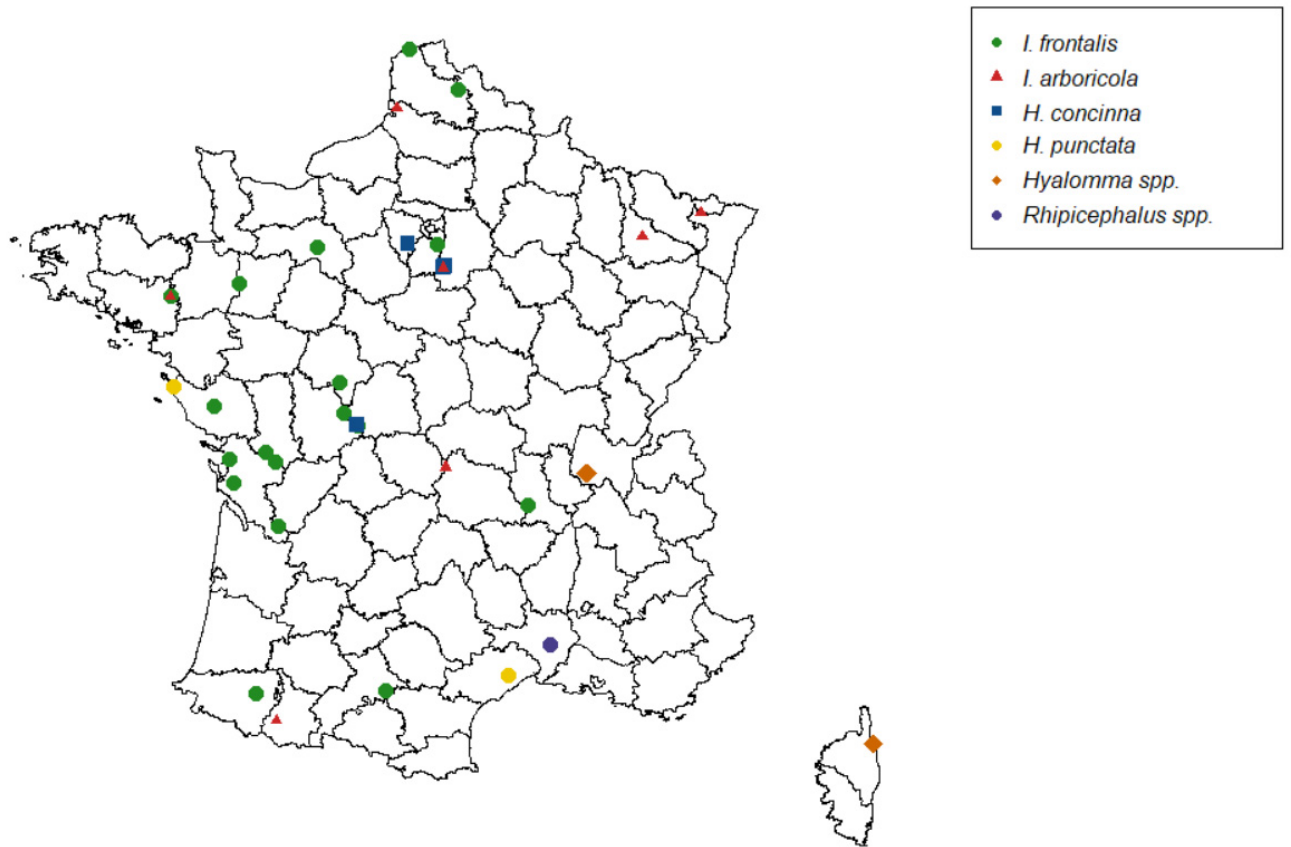 I. frontalis
I. arboricola
H. concinna
H. punctata
Hyalomma spp.
Rhipicephalus spp.